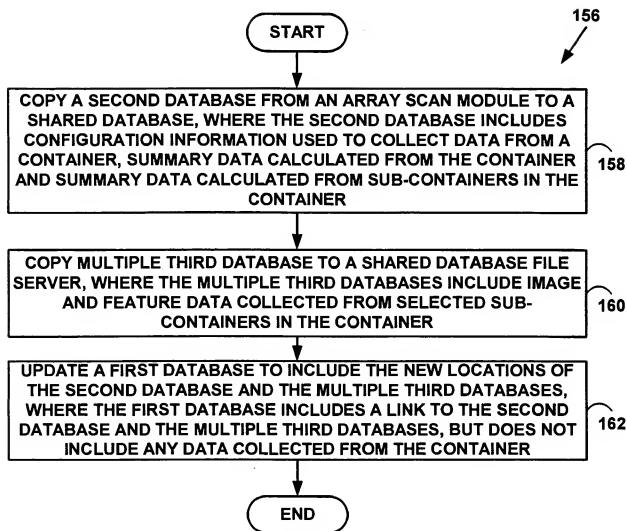 156
START
COPY A SECOND DATABASE FROM AN ARRAY SCAN MODULE TO A
SHARED DATABASE, WHERE THE SECOND DATABASE INCLUDES
CONFIGURATION INFORMATION USED TO COLLECT DATA FROM A
CONTAINER, SUMMARY DATA CALCULATED FROM THE CONTAINER
AND SUMMARY DATA CALCULATED FROM SUB-CONTAINERS IN THE
CONTAINER
158
COPY MULTIPLE THIRD DATABASE TO A SHARED DATABASE FILE
SERVER, WHERE THE MULTIPLE THIRD DATABASES INCLUDE IMAGE
AND FEATURE DATA COLLECTED FROM SELECTED SUB-
CONTAINERS IN THE CONTAINER
160
UPDATE A FIRST DATABASE TO INCLUDE THE NEW LOCATIONS OF
THE SECOND DATABASE AND THE MULTIPLE THIRD DATABASES,
WHERE THE FIRST DATABASE INCLUDES A LINK TO THE SECOND
DATABASE AND THE MULTIPLE THIRD DATABASES, BUT DOES NOT
INCLUDE ANY DATA COLLECTED FROM THE CONTAINER
162
END